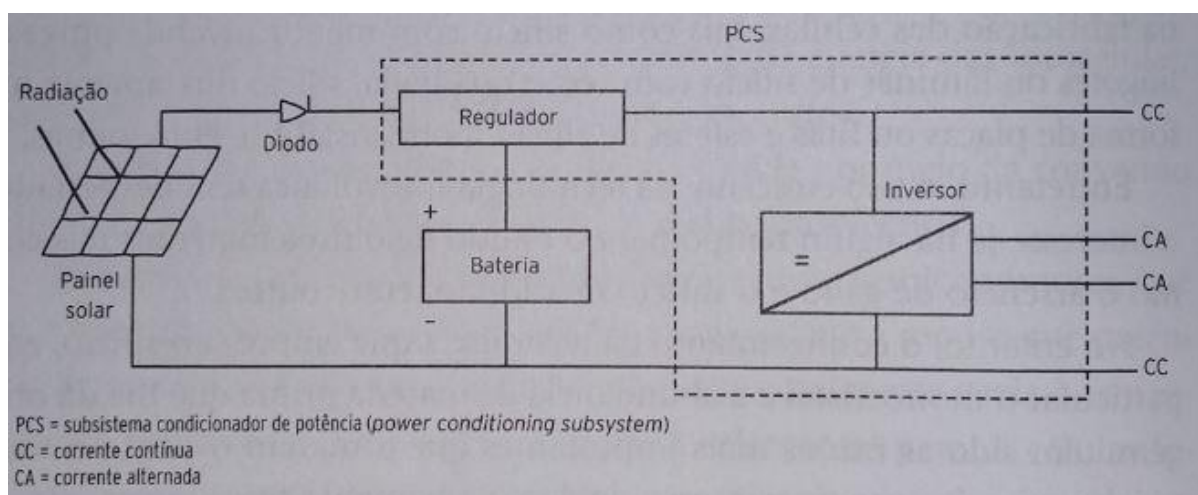 PCS
Radiação
Regulador
CC
Diodo
Inversor
+
CA
=
Bateria
Painel
solar
CA
–
CC
PCS = subsistema condicionador de potência (power conditioning subsystem)
CC = corrente contínua
CA = corrente alternada